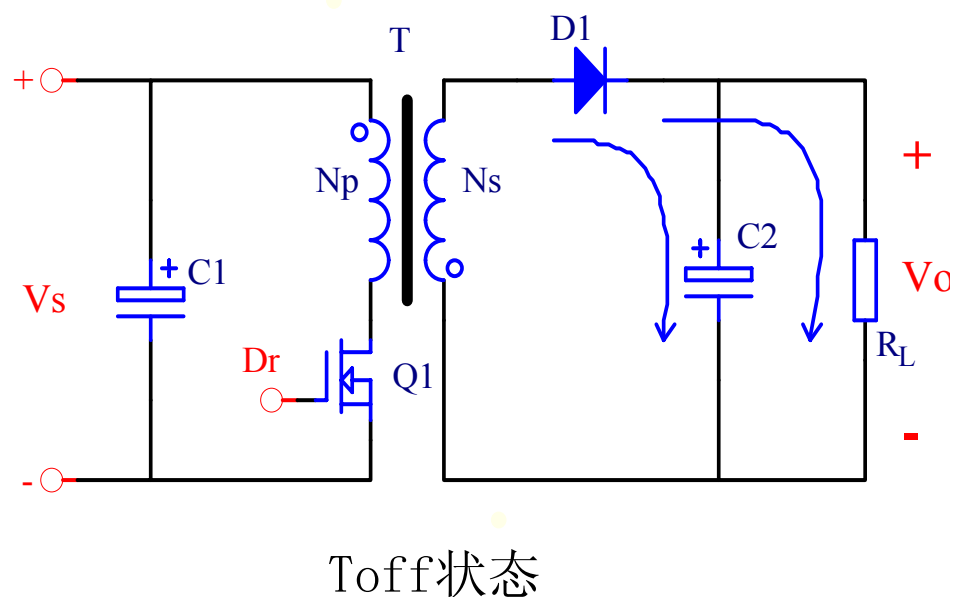 D1
T
+
+
Np
Ns
+
C2
+
C1
Vs
Vo
Dr
Q1
RL
-
-
Toff状态